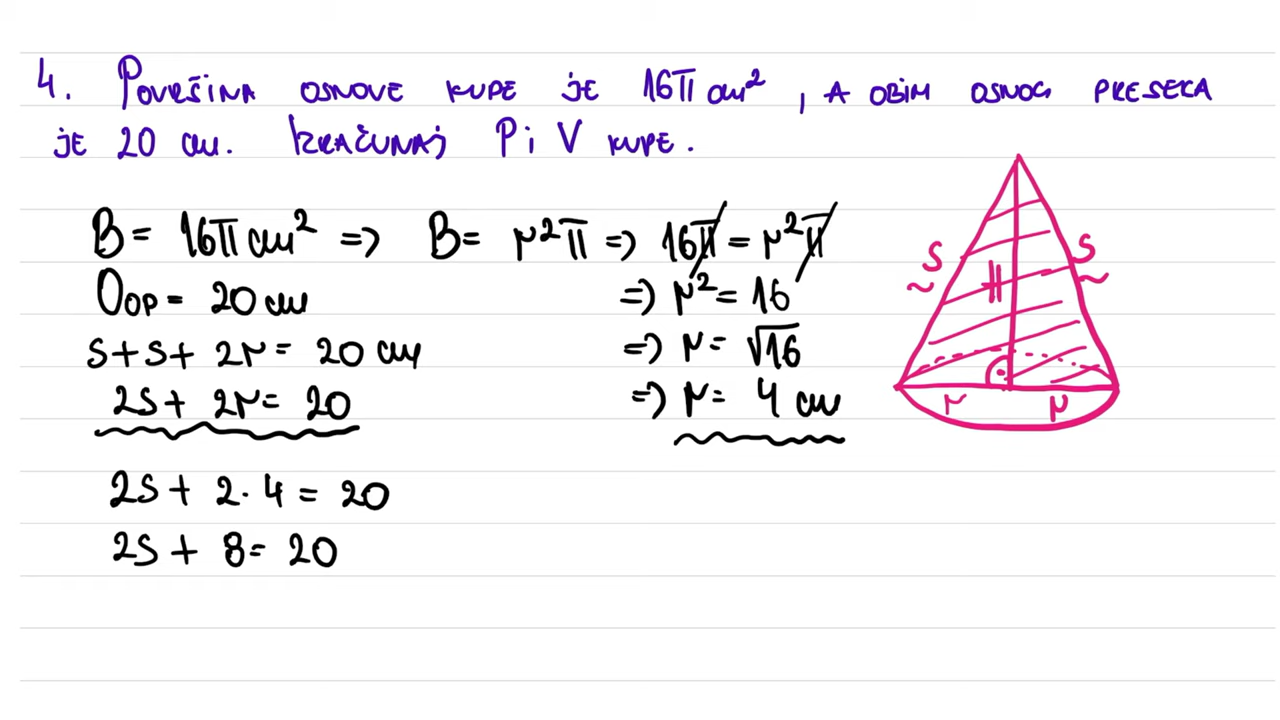 4. Površina osnove kupe je 16π cm², a obim osnog preseka
je 20 cm. Izračunaj P i V kupe.
B = 16π cm² => B = r²π => 16π = r²π
Oop = 20 cm => r² = 16
s + s + 2r = 20 cm => r = √16
2s + 2r = 20 => r = 4 cm
2s + 2 · 4 = 20
2s + 8 = 20
s
s
H
r
r